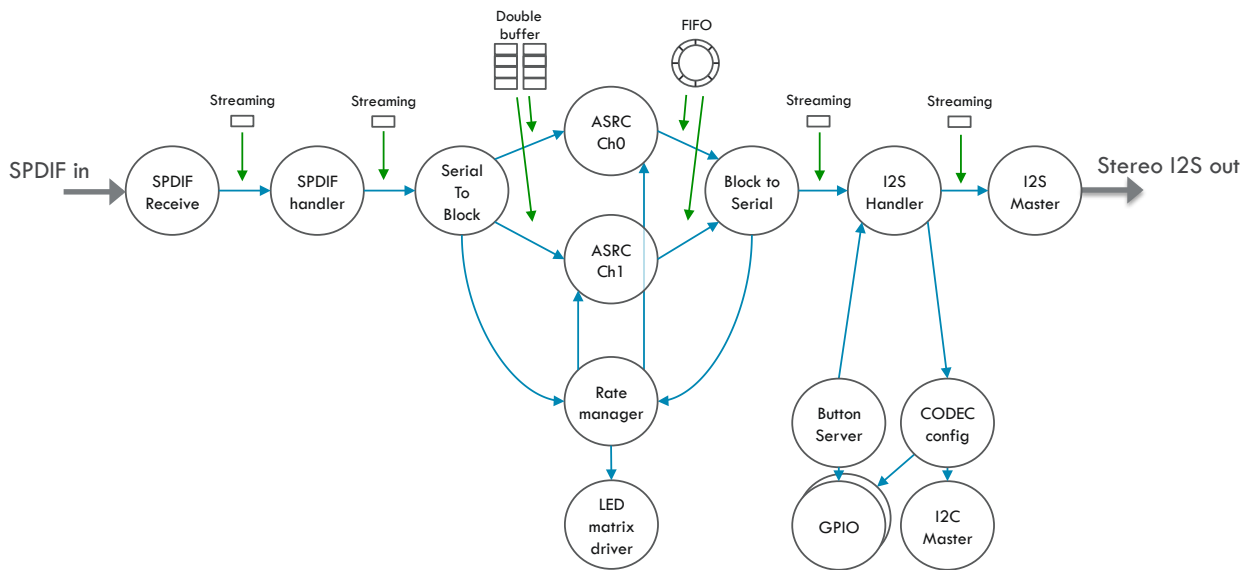 Double
buffer
FIFO
Streaming
Streaming
Streaming
Streaming
SPDIF in
SPDIF
Receive
SPDIF
handler
Serial
To
Block
ASRC
Ch0
ASRC
Ch1
Block to
Serial
I2S
Handler
I2S
Master
Stereo I2S out
Rate
manager
Button
Server
CODEC
config
LED
matrix
driver
GPIO
I2C
Master